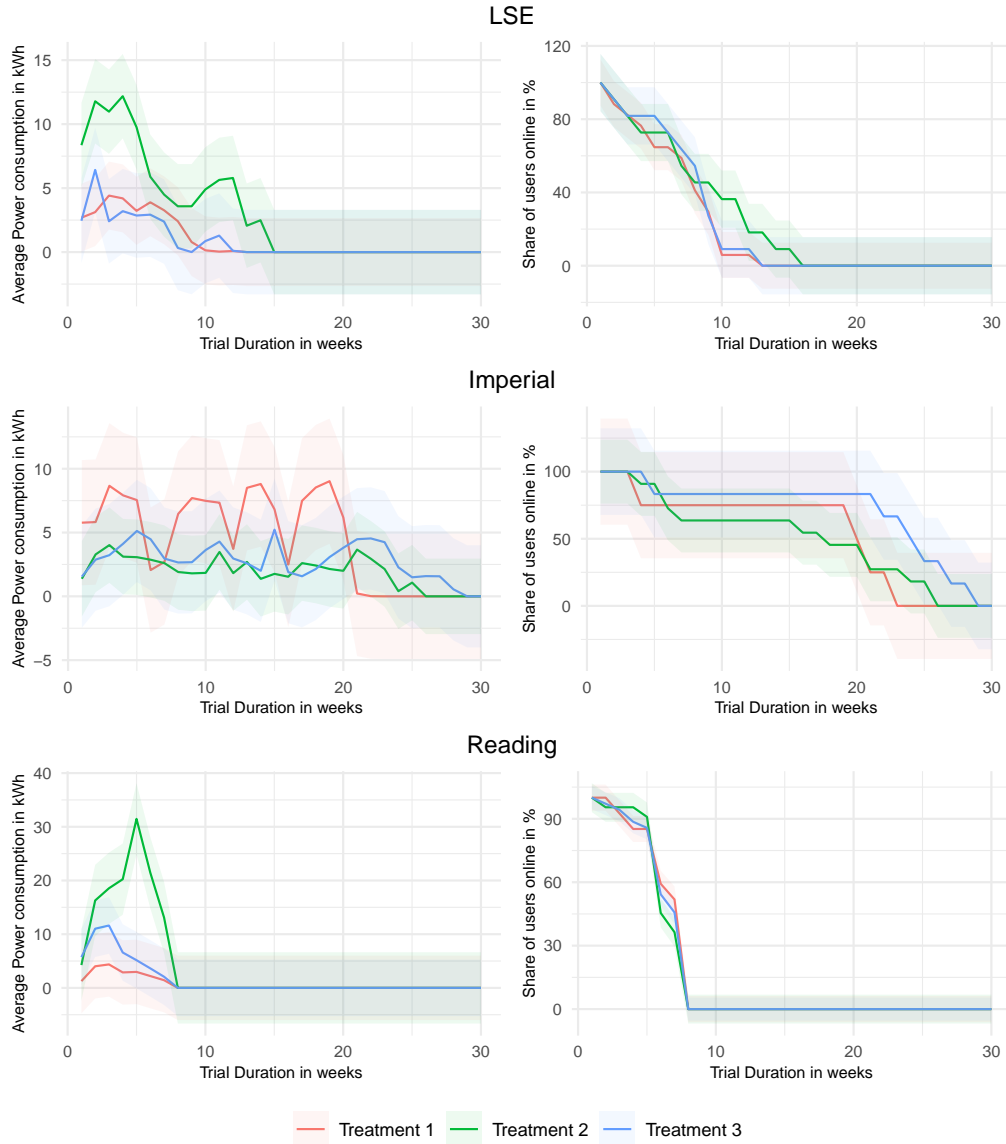 LSE
Average Power consumption in kWh
15
10
5
0
0 10 20 30
Trial Duration in weeks
Share of users online in %
120
80
40
0
0 10 20 30
Trial Duration in weeks
Imperial
Average Power consumption in kWh
10
5
0
−5
0 10 20 30
Trial Duration in weeks
Share of users online in %
100
50
0
0 10 20 30
Trial Duration in weeks
Reading
Average Power consumption in kWh
40
30
20
10
0
0 10 20 30
Trial Duration in weeks
Share of users online in %
90
60
30
0
0 10 20 30
Trial Duration in weeks
Treatment 1 Treatment 2 Treatment 3